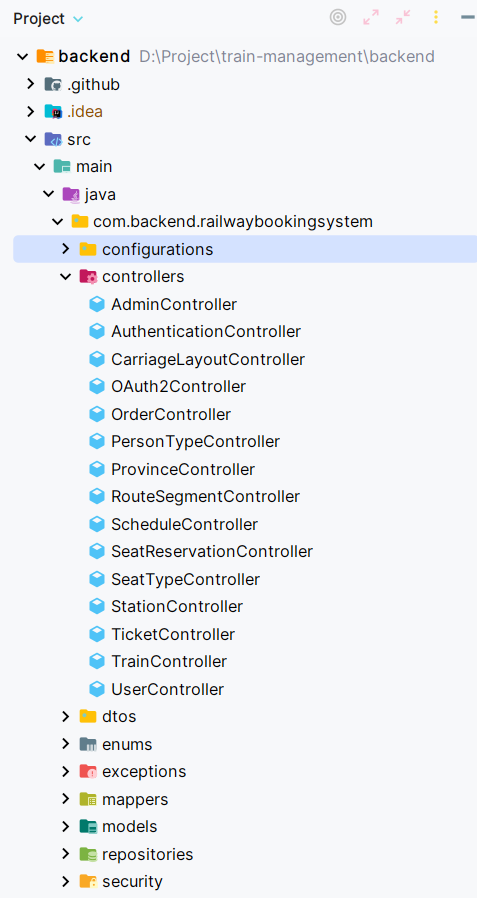 Project
backend D:\Project\train-management\backend
.github
.idea
src
main
java
com.backend.railwaybookingsystem
configurations
controllers
AdminController
AuthenticationController
CarriageLayoutController
OAuth2Controller
OrderController
PersonTypeController
ProvinceController
RouteSegmentController
ScheduleController
SeatReservationController
SeatTypeController
StationController
TicketController
TrainController
UserController
dtos
enums
exceptions
mappers
models
repositories
security